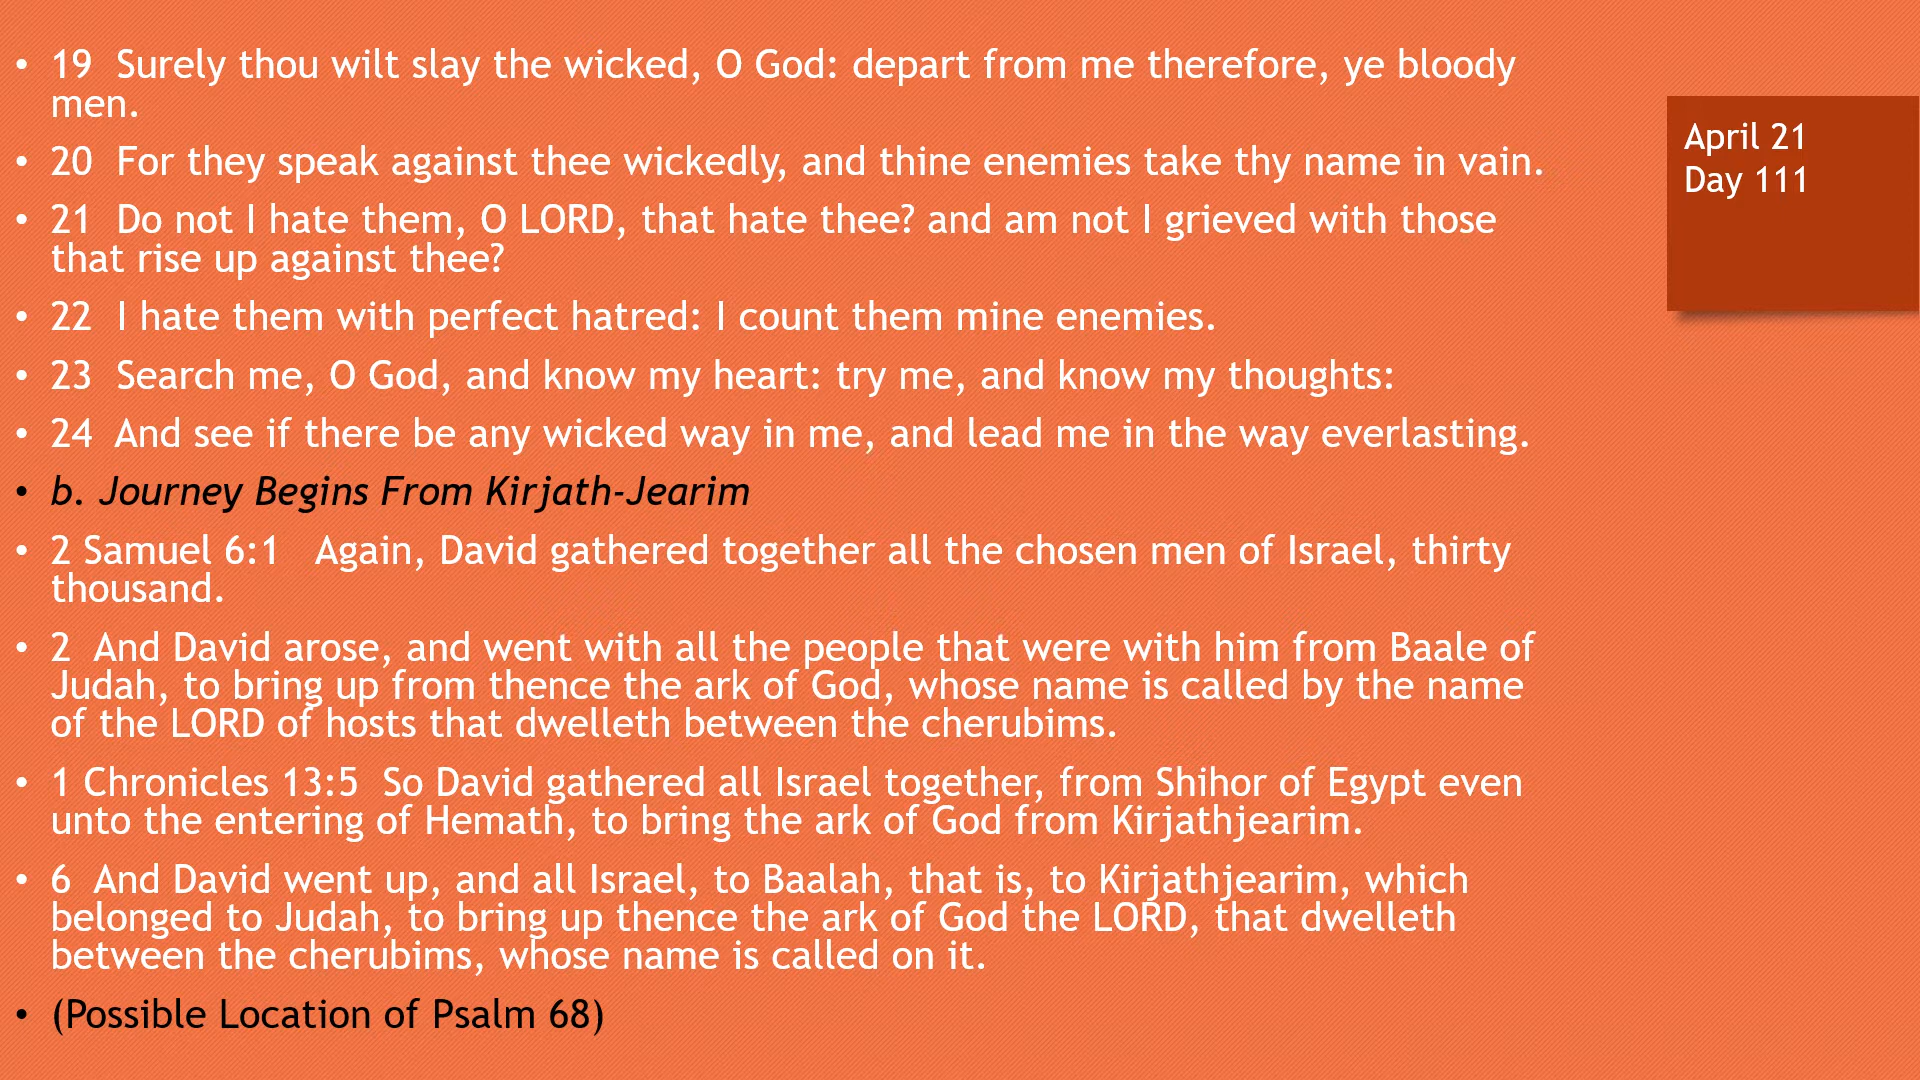 • 19  Surely thou wilt slay the wicked, O God: depart from me therefore, ye bloody
men.
• 20  For they speak against thee wickedly, and thine enemies take thy name in vain.
• 21  Do not I hate them, O LORD, that hate thee? and am not I grieved with those
that rise up against thee?
• 22  I hate them with perfect hatred: I count them mine enemies.
• 23  Search me, O God, and know my heart: try me, and know my thoughts:
• 24  And see if there be any wicked way in me, and lead me in the way everlasting.
• b. Journey Begins From Kirjath-Jearim
• 2 Samuel 6:1   Again, David gathered together all the chosen men of Israel, thirty
thousand.
• 2  And David arose, and went with all the people that were with him from Baale of
Judah, to bring up from thence the ark of God, whose name is called by the name
of the LORD of hosts that dwelleth between the cherubims.
• 1 Chronicles 13:5  So David gathered all Israel together, from Shihor of Egypt even
unto the entering of Hemath, to bring the ark of God from Kirjathjearim.
• 6  And David went up, and all Israel, to Baalah, that is, to Kirjathjearim, which
belonged to Judah, to bring up thence the ark of God the LORD, that dwelleth
between the cherubims, whose name is called on it.
• (Possible Location of Psalm 68)
April 21
Day 111